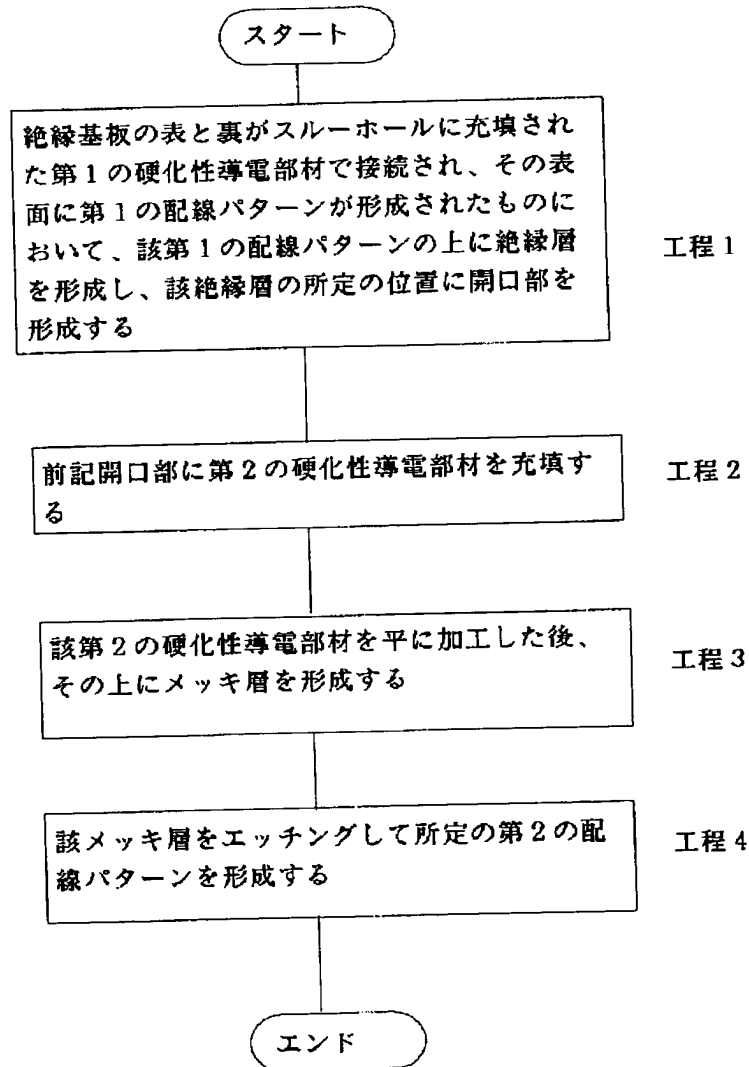 スタート
絶縁基板の表と裏がスルーホールに充填され
た第1の硬化性導電部材で接続され、その表
面に第1の配線パターンが形成されたものに
おいて、該第1の配線パターンの上に絶縁層
を形成し、該絶縁層の所定の位置に開口部を
形成する
工程1
前記開口部に第2の硬化性導電部材を充填す
る
工程2
該第2の硬化性導電部材を平に加工した後、
その上にメッキ層を形成する
工程3
該メッキ層をエッチングして所定の第2の配
線パターンを形成する
工程4
エンド